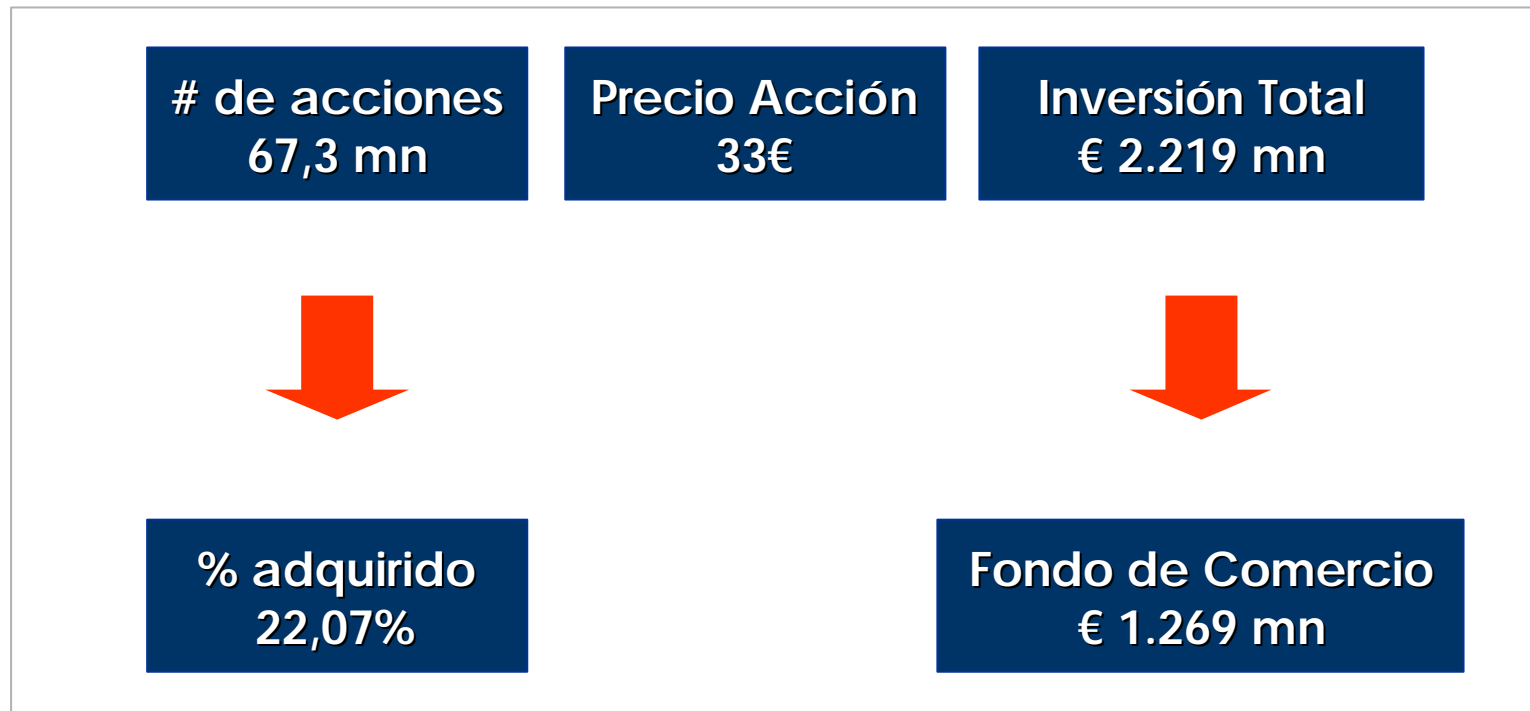 # de acciones
67,3 mn
Precio Acción
33€
Inversión Total
€ 2.219 mn
% adquirido
22,07%
Fondo de Comercio
€ 1.269 mn